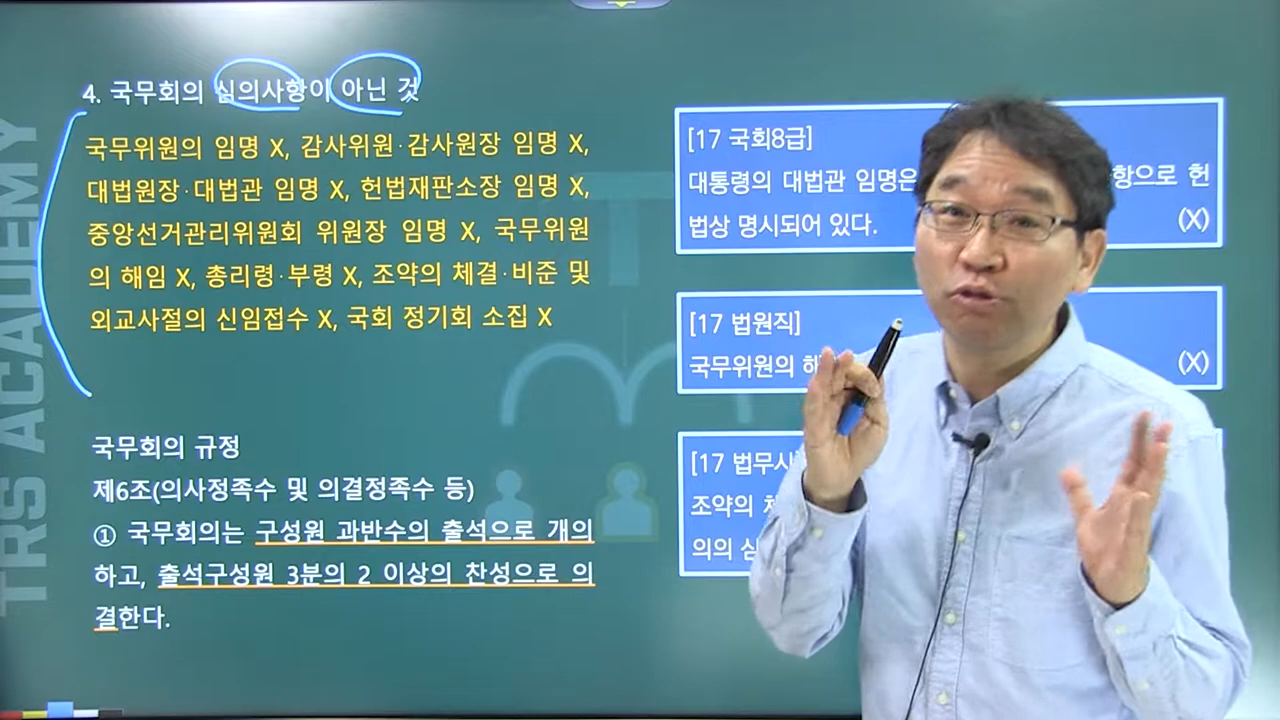 4. 국무회의 심의사항이 아닌 것
국무위원의 임명 X, 감사위원·감사원장 임명 X,
대법원장·대법관 임명 X, 헌법재판소장 임명 X,
중앙선거관리위원회 위원장 임명 X, 국무위원
의 해임 X, 총리령·부령 X, 조약의 체결·비준 및
외교사절의 신임접수 X, 국회 정기회 소집 X
국무회의 규정
제6조(의사정족수 및 의결정족수 등)
① 국무회의는 구성원 과반수의 출석으로 개의
하고, 출석구성원 3분의 2 이상의 찬성으로 의
결한다.
[17 국회8급]
대통령의 대법관 임명은 항으로 헌
법상 명시되어 있다. (X)
[17 법원직]
국무위원의 (X)
[17 법무사
조약의
의의
TRS ACADEMY